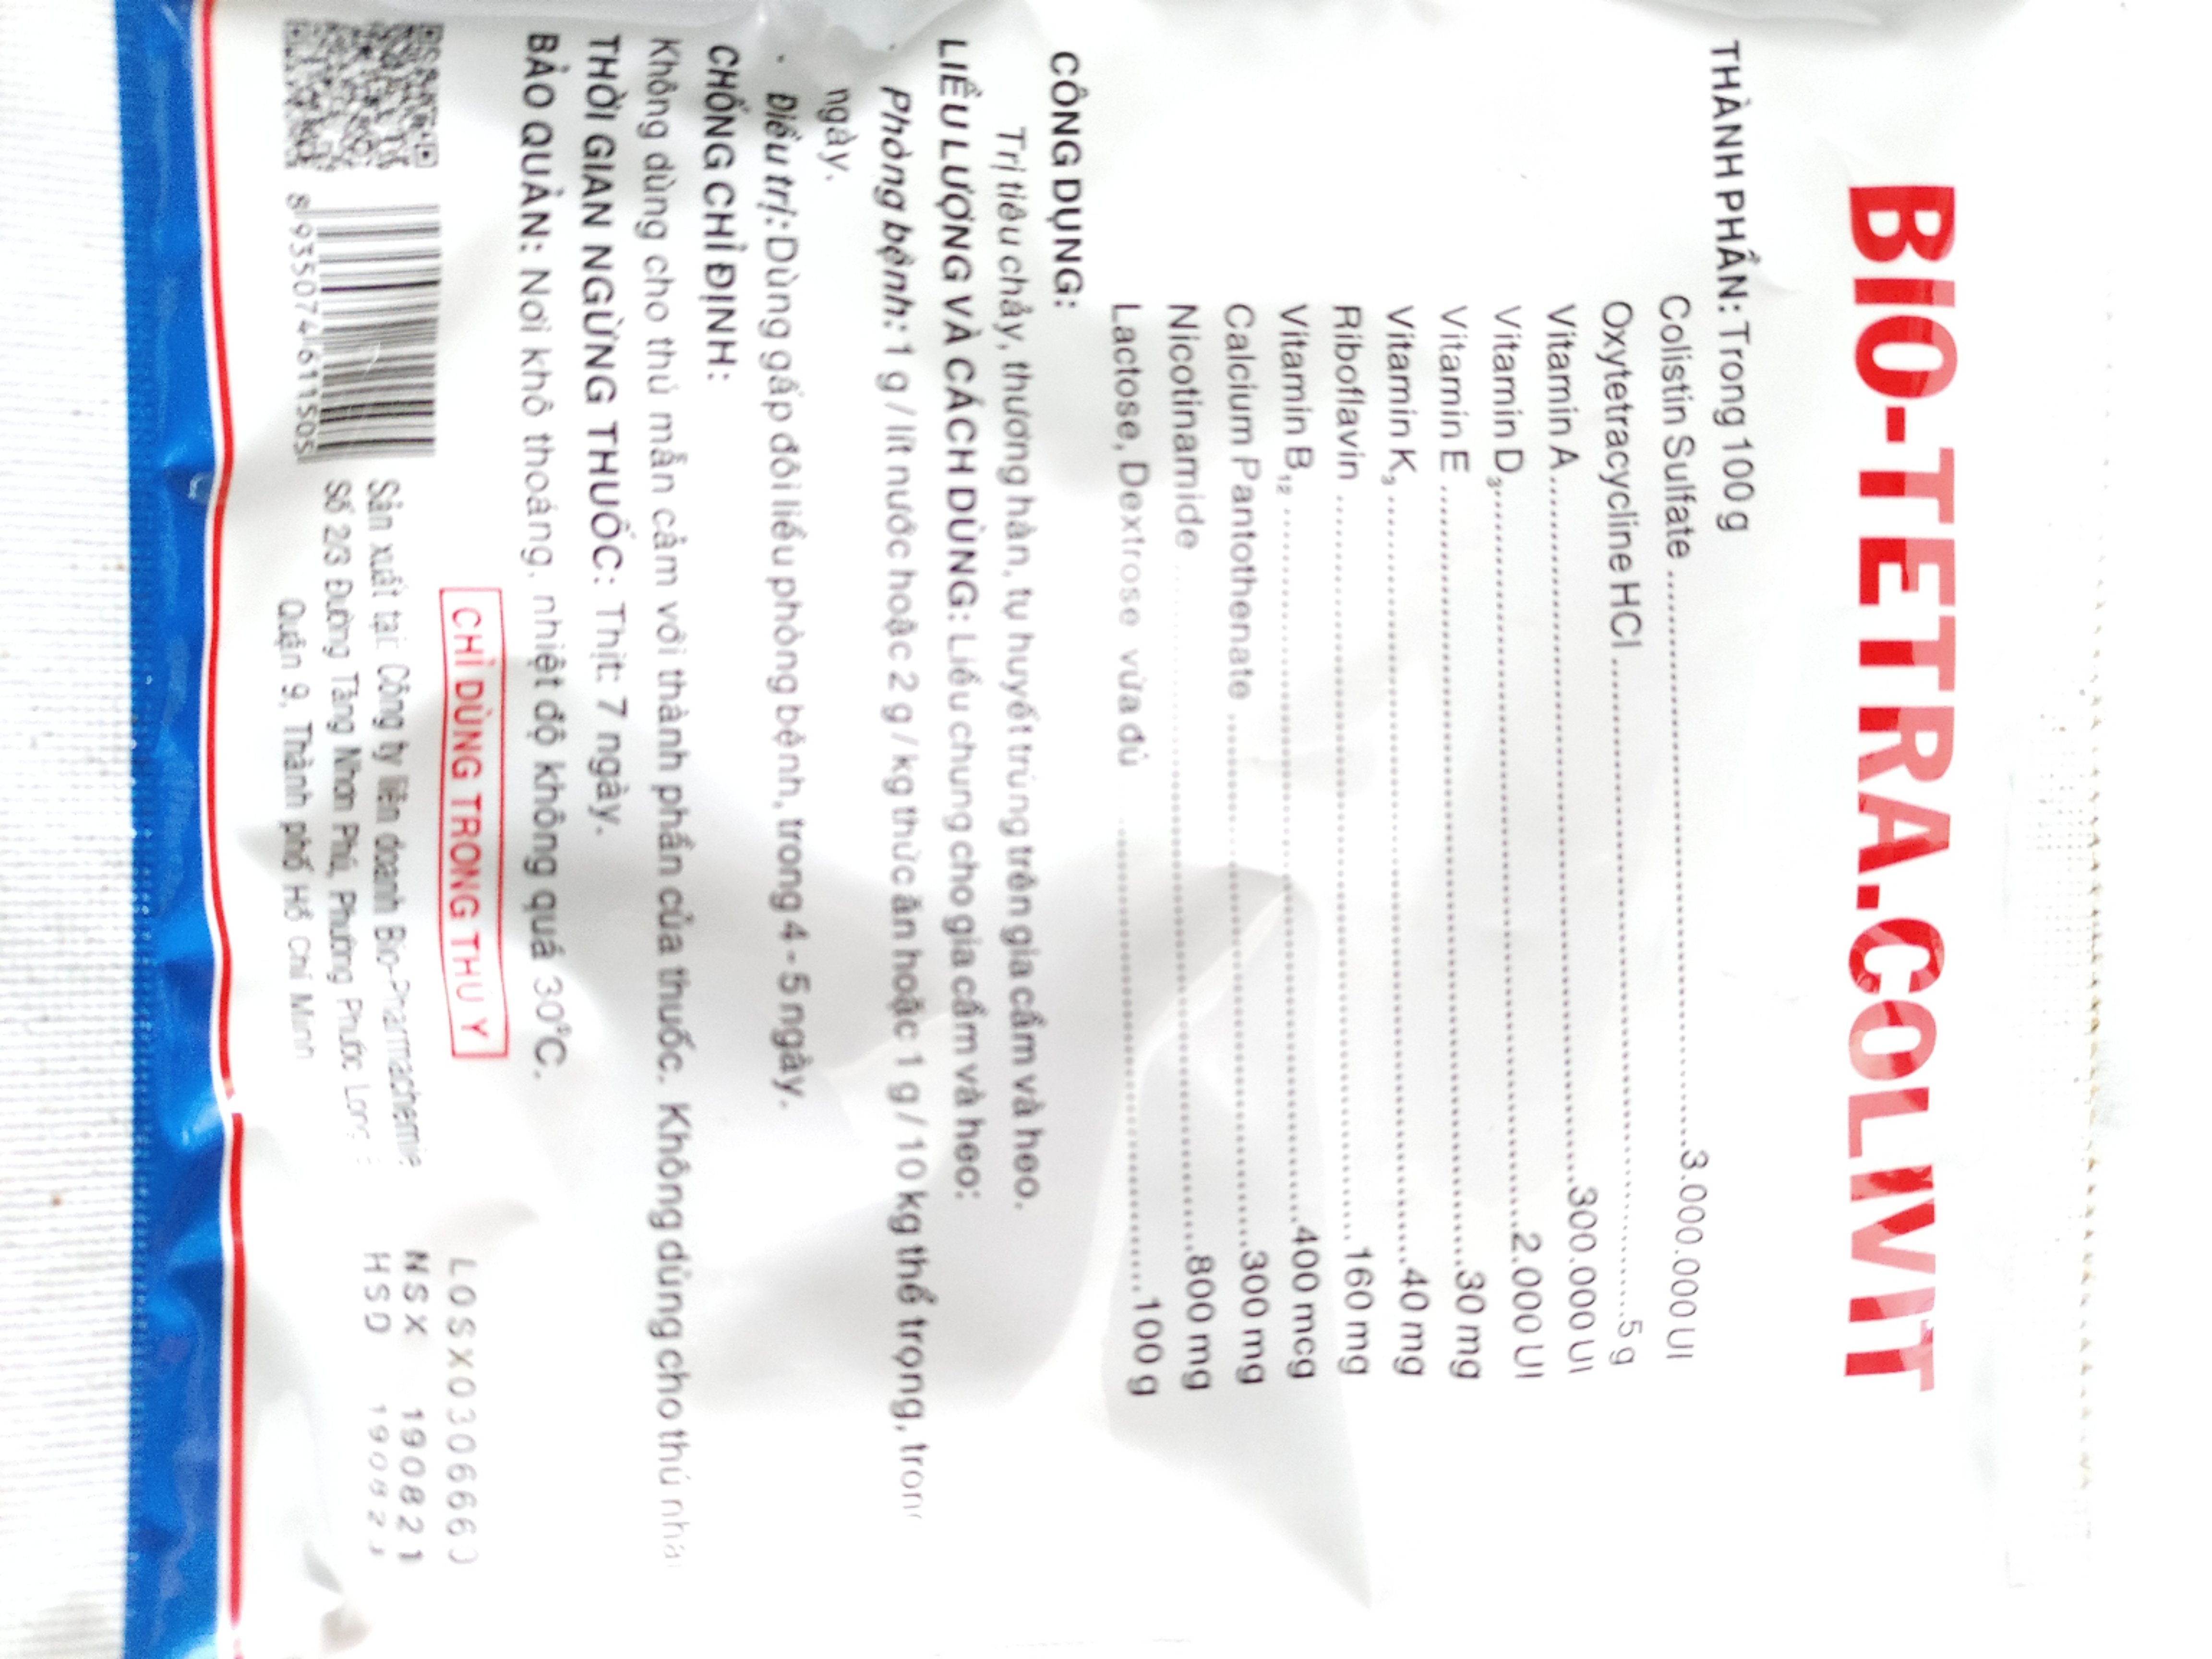 BIO-TETRA.COLIVIT
THÀNH PHẦN: Trong 100 g
Colistin Sulfate ........ 3.000.000 UI
Oxytetracycline HCl ........ 5 g
Vitamin A ........ 300.000 UI
Vitamin D₃ ........ 2.000 UI
Vitamin E ........ 30 mg
Vitamin K₃ ........ 40 mg
Riboflavin ........ 160 mg
Vitamin B₁₂ ........ 400 mcg
Calcium Pantothenate ........ 300 mg
Nicotinamide ........ 800 mg
Lactose, Dextrose vừa đủ ........ 100 g
CÔNG DỤNG:
Trị tiêu chảy, thương hàn, tụ huyết trùng trên gia cầm và heo.
LIỀU LƯỢNG VÀ CÁCH DÙNG: Liều chung cho gia cầm và heo:
Phòng bệnh: 1 g / lít nước hoặc 2 g / kg thức ăn hoặc 1 g / 10 kg thể trọng,
ngày.
- Điều trị: Dùng gấp đôi liều phòng bệnh, trong 4 - 5 ngày.
CHỐNG CHỈ ĐỊNH:
Không dùng cho thú mẫn cảm với thành phần của thuốc. Không dùng cho thú
THỜI GIAN NGỪNG THUỐC: Thịt: 7 ngày.
BẢO QUẢN: Nơi khô thoáng, nhiệt độ không quá 30°C.
CHỈ DÙNG TRONG THÚ Y
8 935074 611505
Sản xuất tại: Công ty liên doanh Bio-Pharmachemie
Số 2/3 Đường Tăng Nhơn Phú, Phường Phước Long
Quận 9, Thành phố Hồ Chí Minh
LOSX
NSX 190821
HSD